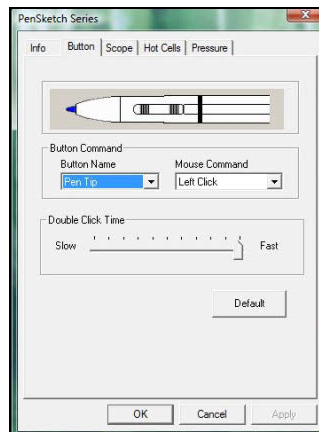 PenSketch Series
Info Button Scope Hot Cells Pressure
Button Command
Button Name Mouse Command
Pen Tip Left Click
Double Click Time
Slow Fast
Default
OK Cancel Apply